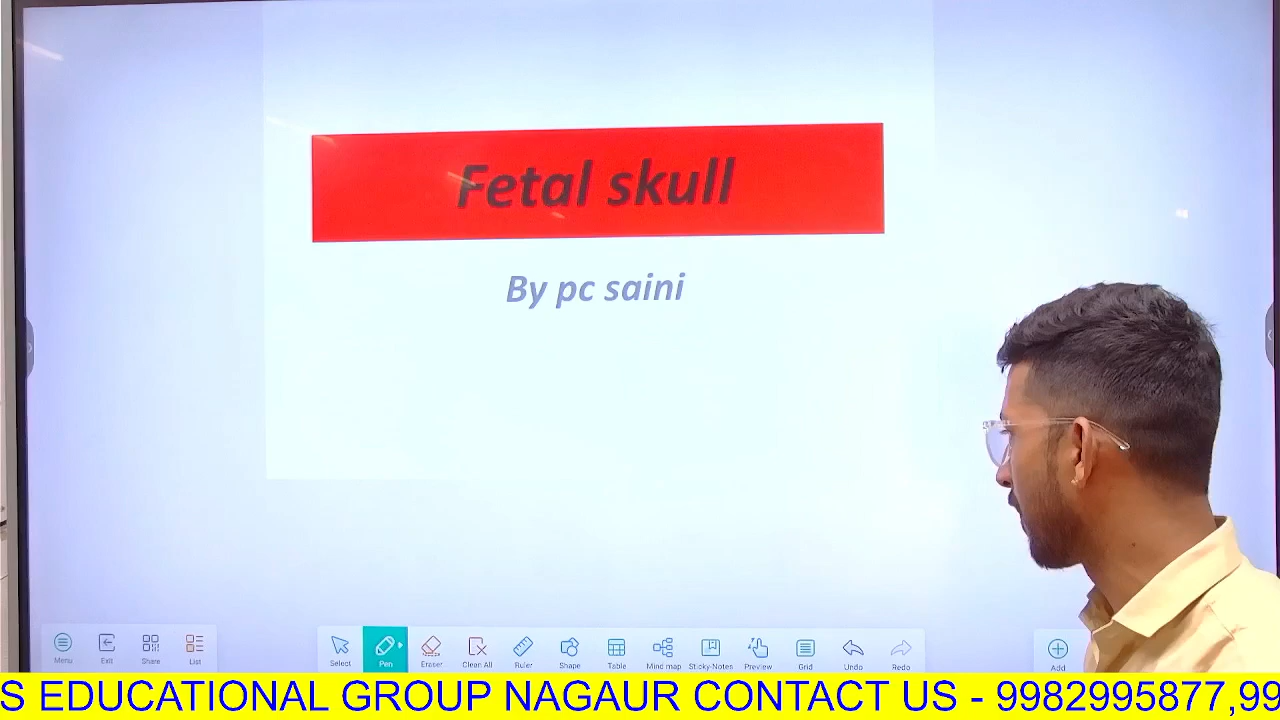 Fetal skull
By pc saini
Menu Exit Share List Select Pen Eraser Clean All Ruler Shape Table Mind map Sticky-Notes Preview Grid Undo Redo Add
S EDUCATIONAL GROUP NAGAUR CONTACT US - 9982995877,99